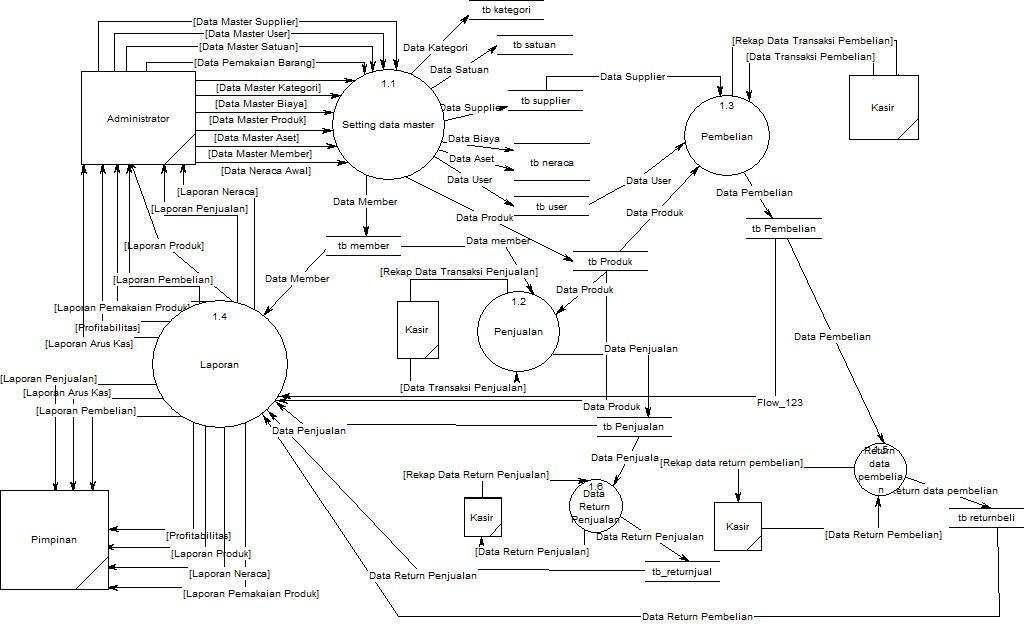 tb kategori
[Data Master Supplier]
[Data Master User]
[Data Master Satuan]
[Data Pemakaian Barang]
Data Kategori
tb satuan
Data Satuan
[Rekap Data Transaksi Pembelian]
[Data Transaksi Pembelian]
Data Supplier
1.1
Setting data master
Administrator
[Data Master Kategori]
[Data Master Biaya]
[Data Master Produk]
[Data Master Aset]
[Data Master Member]
[Data Neraca Awal]
Data Supplier
tb supplier
1.3
Pembelian
Kasir
Data Biaya
Data Aset
Data User
tb neraca
tb user
Data User
Data Pembelian
[Laporan Neraca]
[Laporan Penjualan]
Data Member
Data Produk
Data Produk
tb Pembelian
[Laporan Produk]
tb member
Data member
tb Produk
[Laporan Pembelian]
Data Member
[Rekap Data Transaksi Penjualan]
Data Produk
[Laporan Pemakaian Produk]
1.4
Laporan
[Profitabilitas]
[Laporan Arus Kas]
Kasir
1.2
Penjualan
Data Penjualan
Data Pembelian
[Laporan Penjualan]
[Laporan Arus Kas]
[Laporan Pembelian]
[Data Transaksi Penjualan]
Data Produk
Flow_123
Data Penjualan
tb Penjualan
Data Penjuala
[Rekap data return pembelian]
Return
data
pembelia
n
[Rekap Data Return Penjualan]
1.6
Data
Return
Penjualan
Kasir
return data pembelian
tb returnbeli
Kasir
[Data Return Pembelian]
Pimpinan
[Profitabilitas]
[Laporan Produk]
[Laporan Neraca]
[Laporan Pemakaian Produk]
[Data Return Penjualan]
Data Return Penjualan
Data Return Penjualan
tb_returnjual
Data Return Pembelian